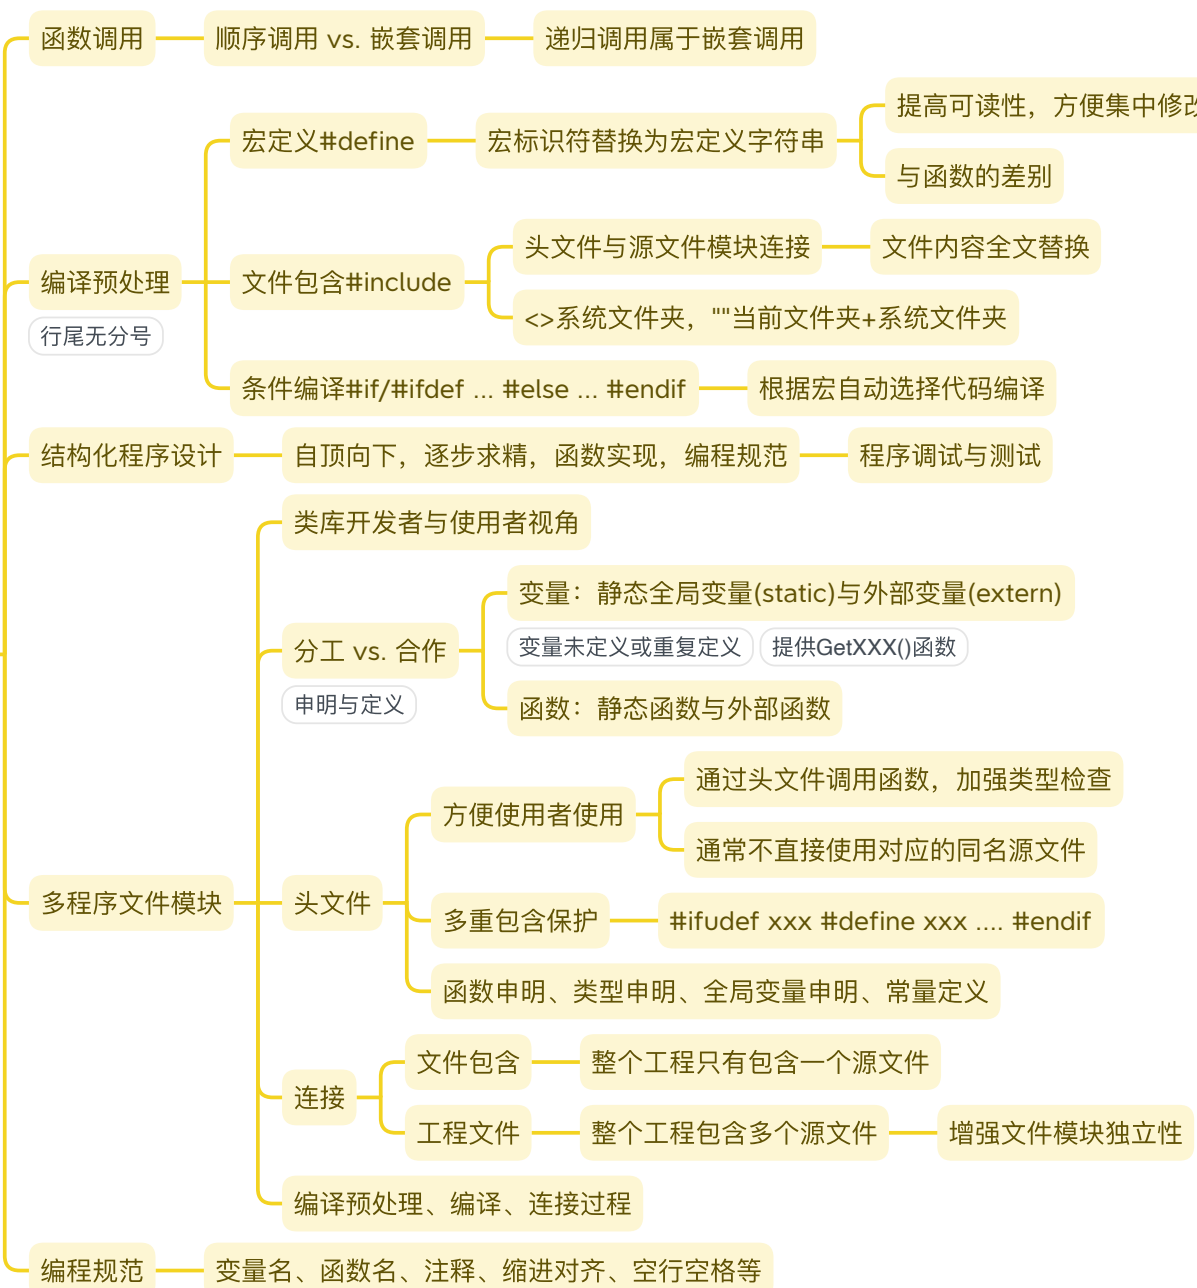 函数调用
顺序调用 vs. 嵌套调用
递归调用属于嵌套调用
编译预处理
行尾无分号
宏定义#define
宏标识符替换为宏定义字符串
提高可读性，方便集中修改
与函数的差别
文件包含#include
头文件与源文件模块连接
文件内容全文替换
<>系统文件夹，""当前文件夹+系统文件夹
条件编译#if/#ifdef ... #else ... #endif
根据宏自动选择代码编译
结构化程序设计
自顶向下，逐步求精，函数实现，编程规范
程序调试与测试
多程序文件模块
类库开发者与使用者视角
分工 vs. 合作
申明与定义
变量：静态全局变量(static)与外部变量(extern)
变量未定义或重复定义
提供GetXXX()函数
函数：静态函数与外部函数
头文件
方便使用者使用
通过头文件调用函数，加强类型检查
通常不直接使用对应的同名源文件
多重包含保护
#ifudef xxx #define xxx .... #endif
函数申明、类型申明、全局变量申明、常量定义
连接
文件包含
整个工程只有包含一个源文件
工程文件
整个工程包含多个源文件
增强文件模块独立性
编译预处理、编译、连接过程
编程规范
变量名、函数名、注释、缩进对齐、空行空格等